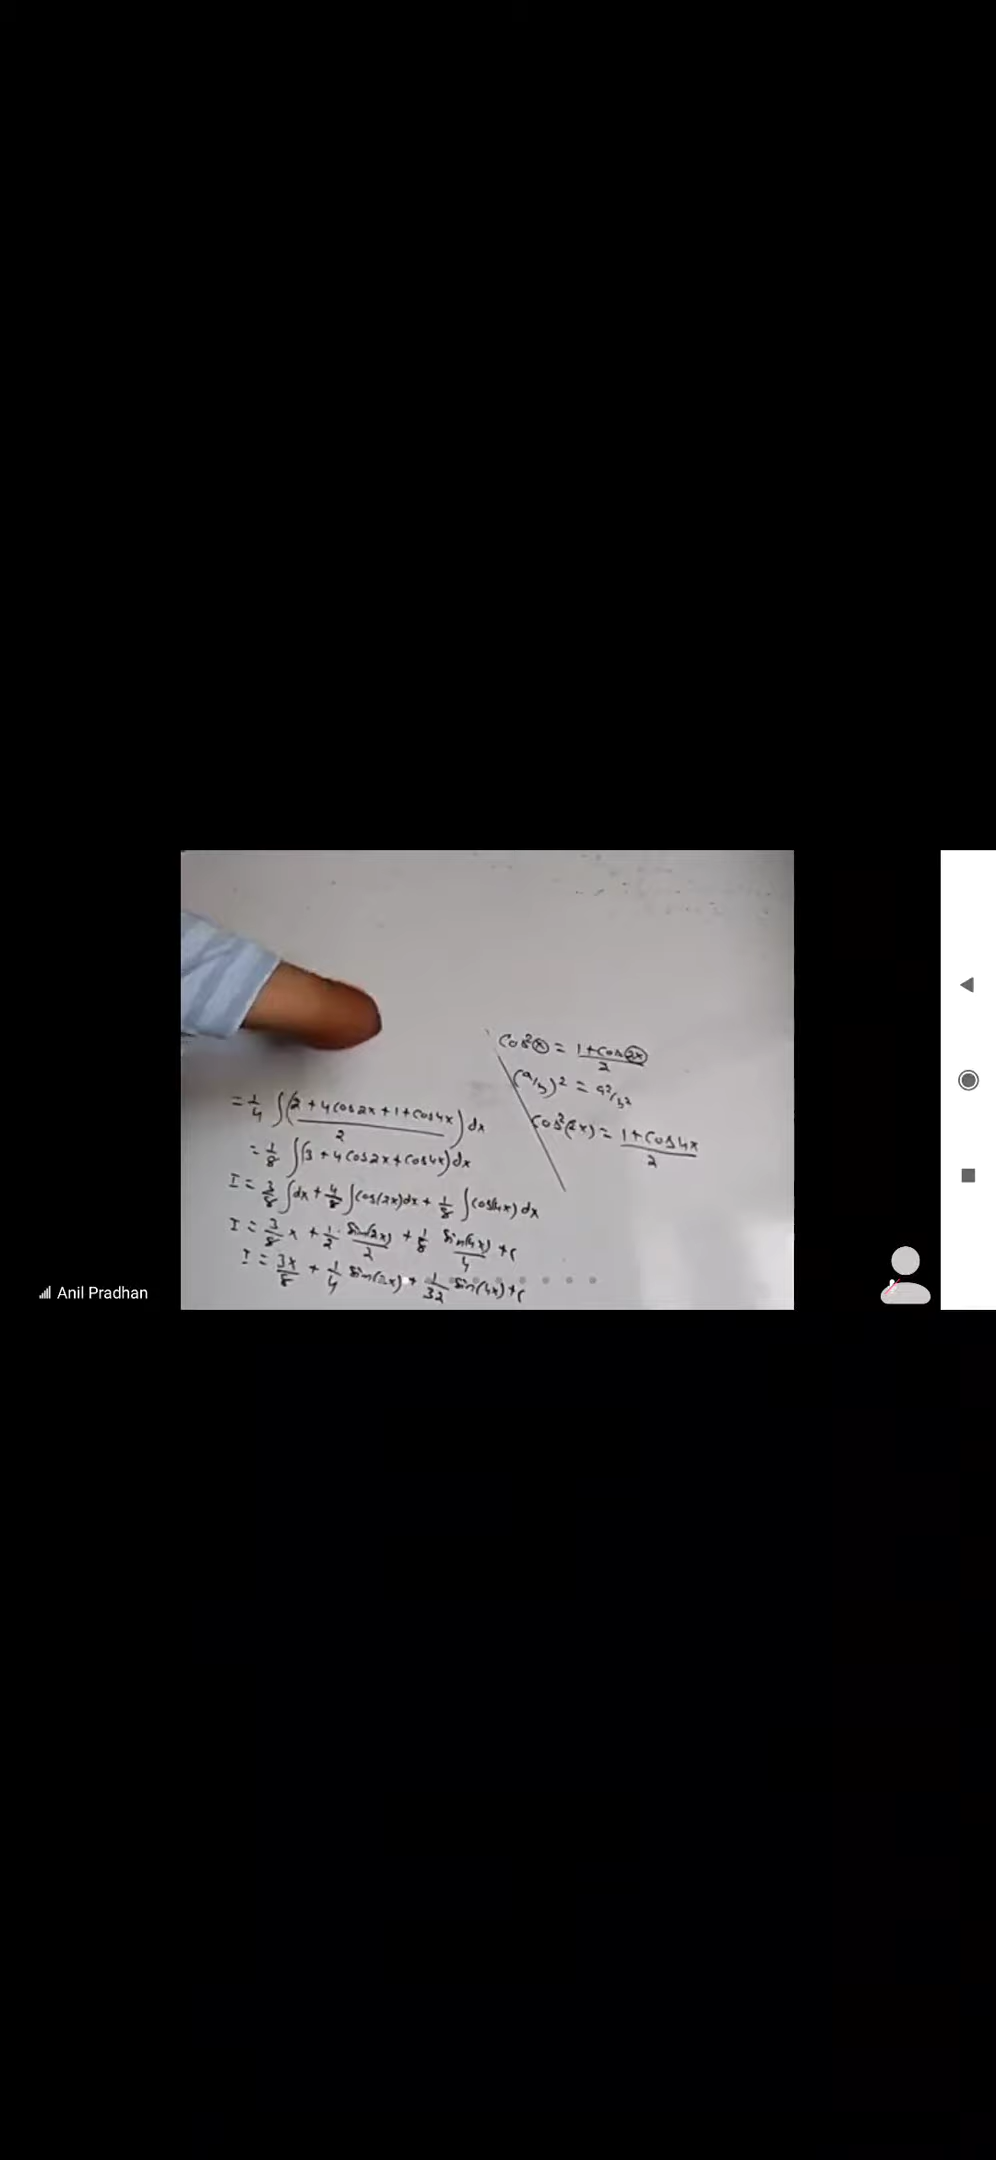 cos²x = (1+cos2x)/2
(a/b)² = a²/b²
cos²(2x) = (1+cos4x)/2
= 1/4 ∫((2+4cos2x+1+cos4x)/2)dx
= 1/8 ∫(3+4cos2x+cos4x)dx
I = 3/8 ∫dx + 4/8 ∫cos(2x)dx + 1/8 ∫cos(4x)dx
I = 3/8 x + 1/2 · sin(2x)/2 + 1/8 sin(4x)/4 + c
I = 3x/8 + 1/4 sin(2x) + 1/32 sin(4x) + c
Anil Pradhan